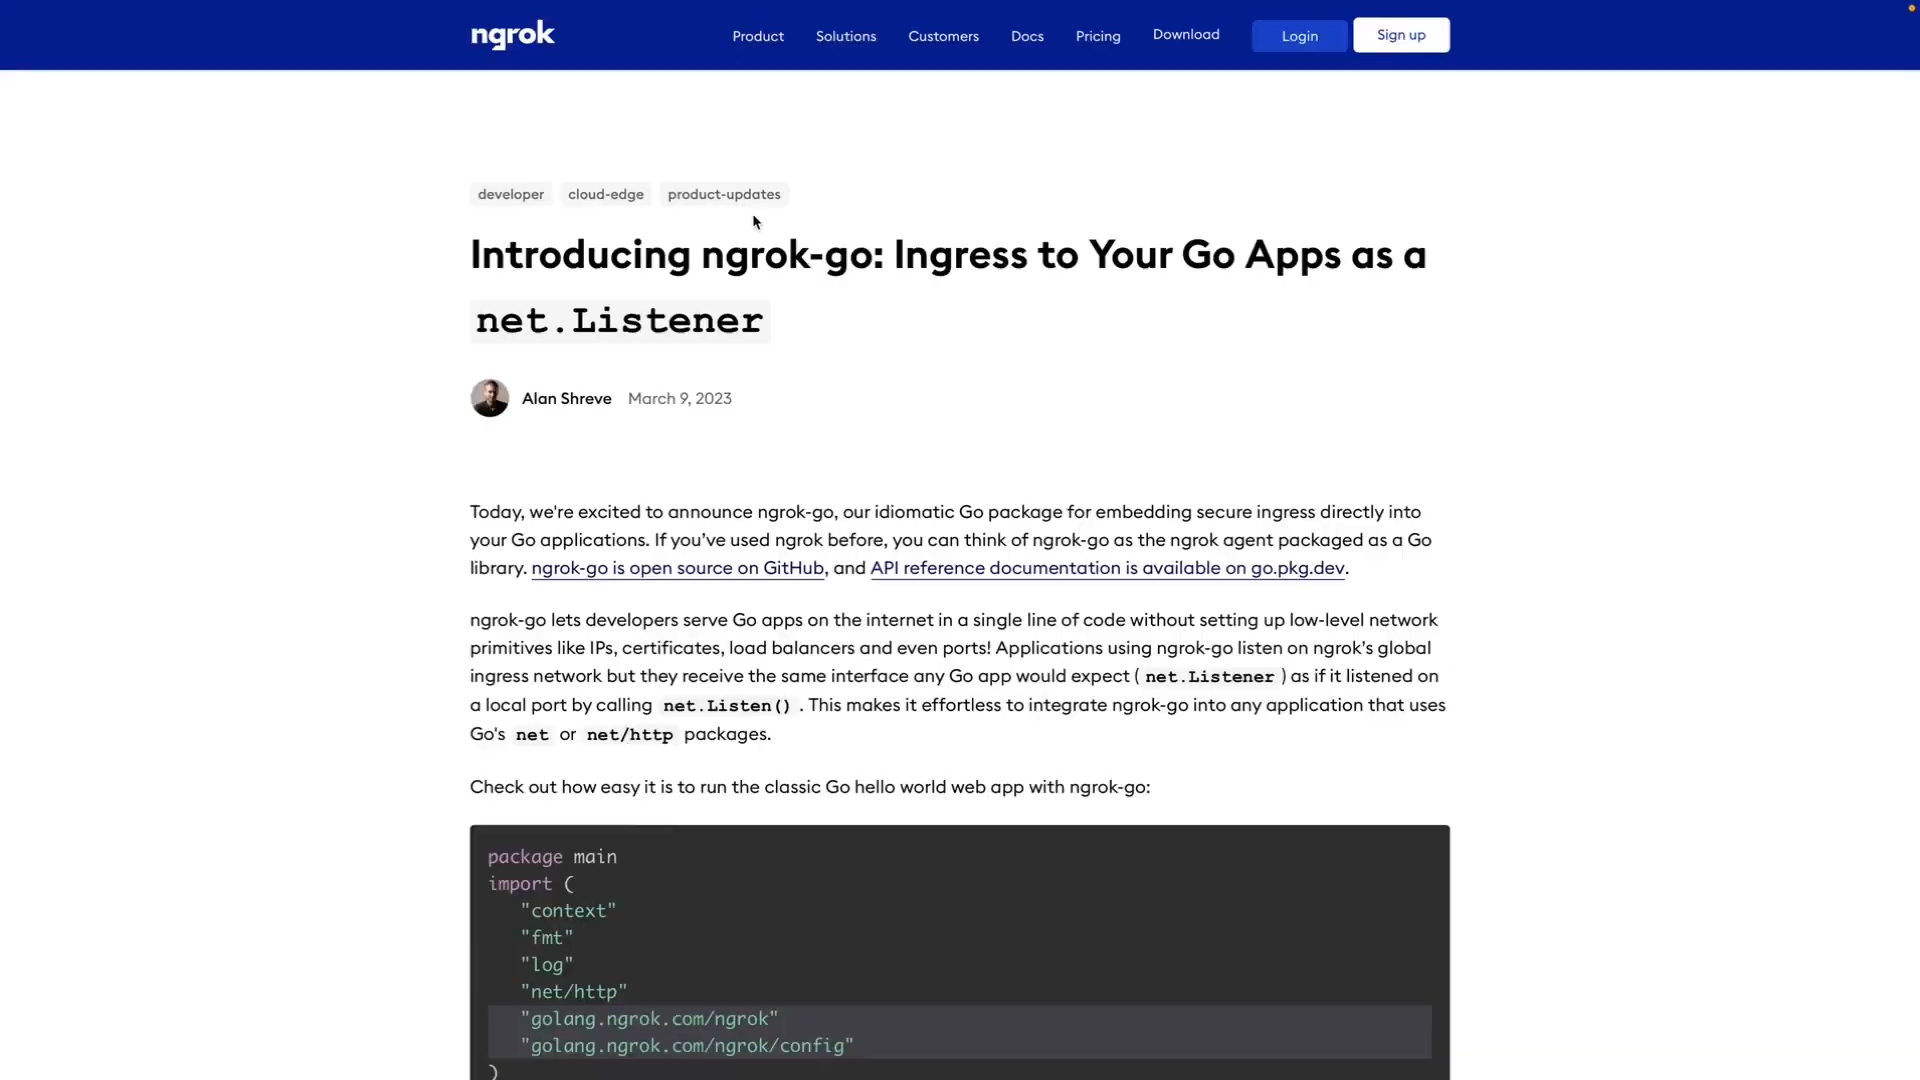 ngrok
Product Solutions Customers Docs Pricing Download Login Sign up
developer cloud-edge product-updates
Introducing ngrok-go: Ingress to Your Go Apps as a
net.Listener
Alan Shreve March 9, 2023
Today, we're excited to announce ngrok-go, our idiomatic Go package for embedding secure ingress directly into
your Go applications. If you’ve used ngrok before, you can think of ngrok-go as the ngrok agent packaged as a Go
library. ngrok-go is open source on GitHub, and API reference documentation is available on go.pkg.dev.
ngrok-go lets developers serve Go apps on the internet in a single line of code without setting up low-level network
primitives like IPs, certificates, load balancers and even ports! Applications using ngrok-go listen on ngrok’s global
ingress network but they receive the same interface any Go app would expect ( net.Listener ) as if it listened on
a local port by calling net.Listen() . This makes it effortless to integrate ngrok-go into any application that uses
Go's net or net/http packages.
Check out how easy it is to run the classic Go hello world web app with ngrok-go:
package main
import (
"context"
"fmt"
"log"
"net/http"
"golang.ngrok.com/ngrok"
"golang.ngrok.com/ngrok/config"
)